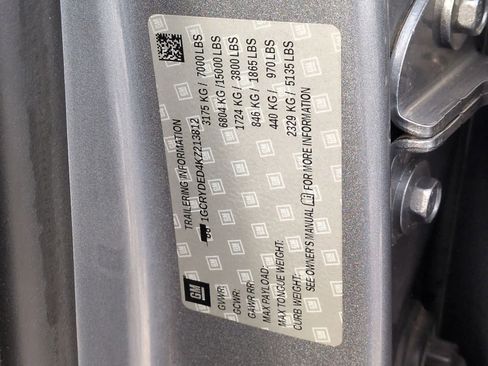 GM
TRAILERING INFORMATION
1GCRYDED4KZ213812
GVWR: 3175 KG / 7000 LBS
GCWR: 6804 KG /15000 LBS
GAWR RR: 1724 KG / 3800 LBS
MAX PAYLOAD: 846 KG / 1865 LBS
MAX TONGUE WEIGHT: 440 KG / 970 LBS
CURB WEIGHT: 2329 KG / 5135 LBS
SEE OWNER'S MANUAL FOR MORE INFORMATION